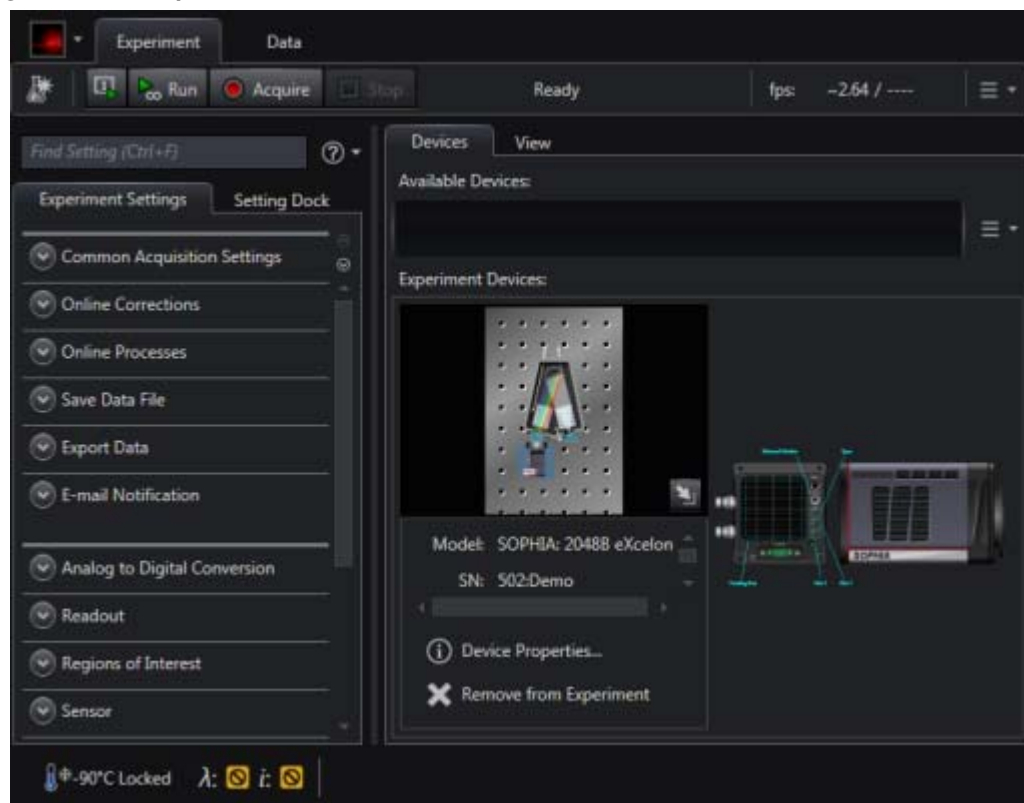 Experiment Data
Run Acquire Stop Ready fps: ~2.64 / ----
Find Setting (Ctrl+F)
Experiment Settings Setting Dock
Common Acquisition Settings
Online Corrections
Online Processes
Save Data File
Export Data
E-mail Notification
Analog to Digital Conversion
Readout
Regions of Interest
Sensor
Devices View
Available Devices:
Experiment Devices:
Model: SOPHIA: 2048B eXcelon
SN: 502:Demo
Device Properties...
Remove from Experiment
SOPHIA
-90°C Locked λ: i: